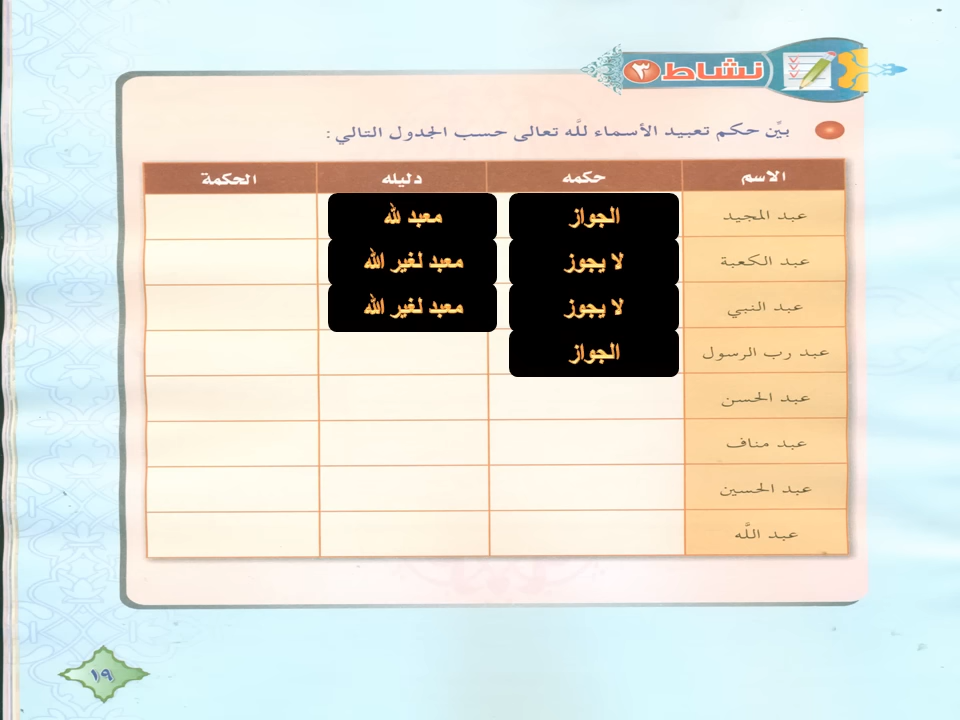 نشاط ٣
بيِّن حكم تعبيد الأسماء للَّه تعالى حسب الجدول التالي:
الاسم حكمه دليله الحكمة
عبد المجيد الجواز معبد لله
عبد الكعبة لا يجوز معبد لغير الله
عبد النبي لا يجوز معبد لغير الله
عبد رب الرسول الجواز
عبد الحسن
عبد مناف
عبد الحسين
عبد اللَّه
١٩